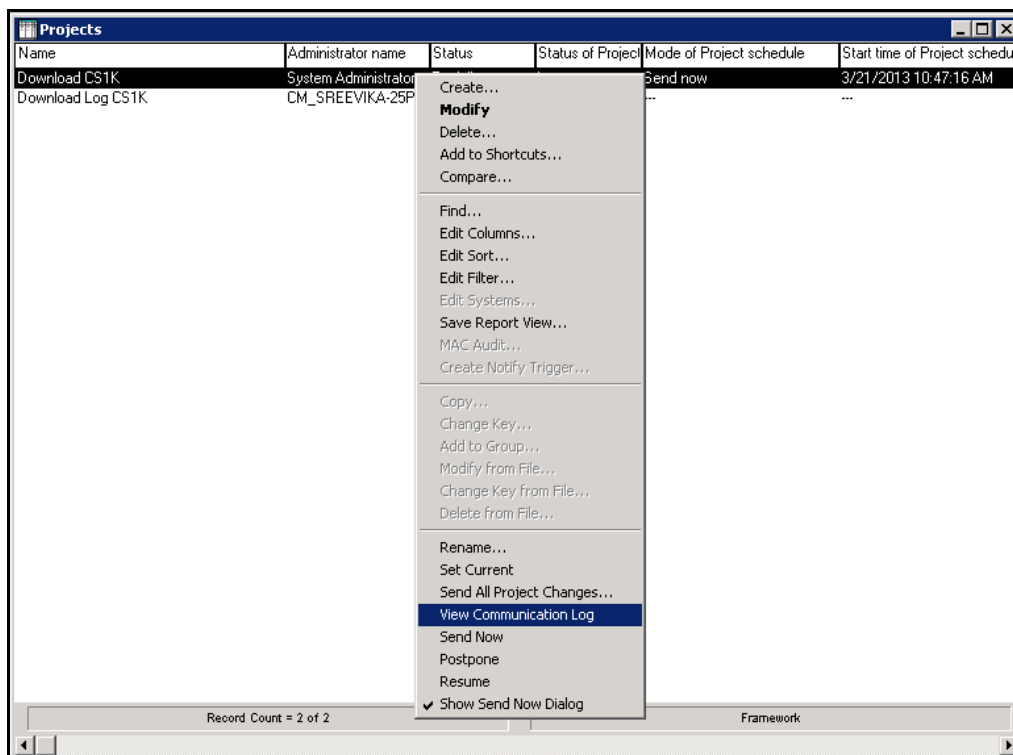 Projects
Name Administrator name Status Status of Project Mode of Project schedule Start time of Project schedu
Download CS1K System Administrator Send now 3/21/2013 10:47:16 AM
Download Log CS1K CM_SREEVIKA-25P --- ---
Create...
Modify
Delete...
Add to Shortcuts...
Compare...
Find...
Edit Columns...
Edit Sort...
Edit Filter...
Edit Systems...
Save Report View...
MAC Audit...
Create Notify Trigger...
Copy...
Change Key...
Add to Group...
Modify from File...
Change Key from File...
Delete from File...
Rename...
Set Current
Send All Project Changes...
View Communication Log
Send Now
Postpone
Resume
✔ Show Send Now Dialog
Record Count = 2 of 2 Framework